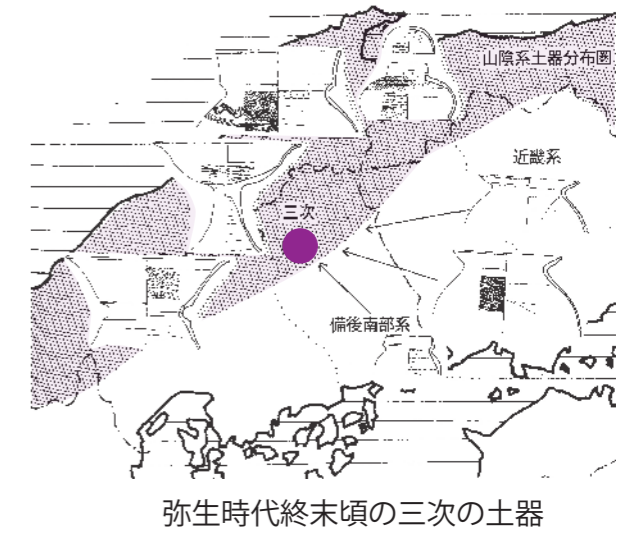 山陰系土器分布圏
近畿系
三次
備後南部系
弥生時代終末頃の三次の土器